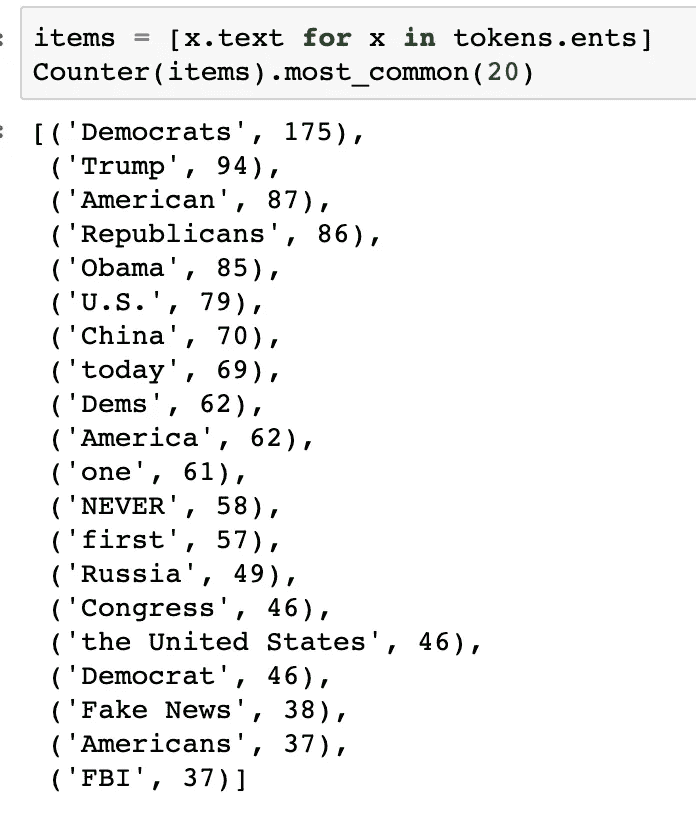 items = [x.text for x in tokens.ents]
Counter(items).most_common(20)
[('Democrats', 175),
('Trump', 94),
('American', 87),
('Republicans', 86),
('Obama', 85),
('U.S.', 79),
('China', 70),
('today', 69),
('Dems', 62),
('America', 62),
('one', 61),
('NEVER', 58),
('first', 57),
('Russia', 49),
('Congress', 46),
('the United States', 46),
('Democrat', 46),
('Fake News', 38),
('Americans', 37),
('FBI', 37)]